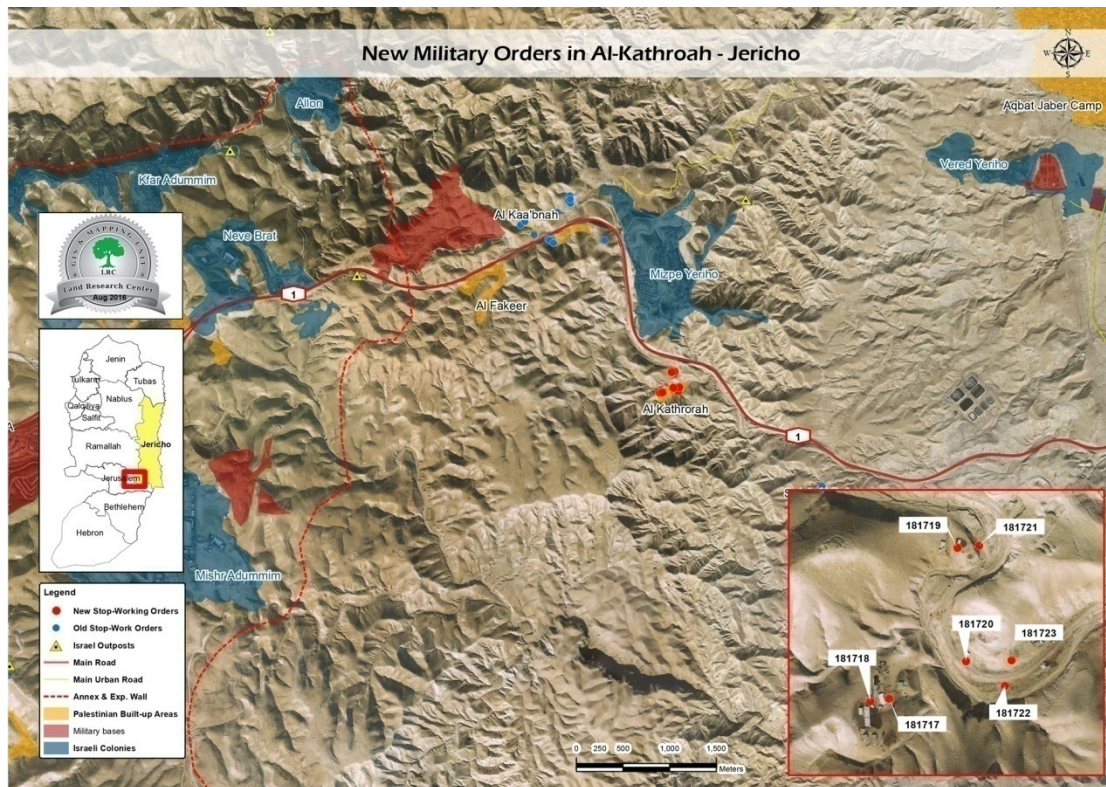 New Military Orders in Al-Kathroah - Jericho
N
W
E
S
Aqbat Jaber Camp
Allon
Kfar Adummim
Vered Yeriho
Al Kaa'bnah
Neve Brat
Mizpe Yeriho
1
Al Fakeer
Al Kathrorah
1
Mishr Adummim
GIS & MAPPING UNIT
LRC
Land Research Center
Aug 2016
Jenin
Tulkarm
Tubas
Nablus
Qalqiliya
Salfit
Ramallah
Jericho
Jerusalem
Bethlehem
Hebron
Legend
New Stop-Working Orders
Old Stop-Work Orders
Israel Outposts
Main Road
Main Urban Road
Annex & Exp. Wall
Palestinian Built-up Areas
Military bases
Israeli Colonies
0 250 500 1,000 1,500
Meters
181719
181721
181720
181723
181718
181717
181722